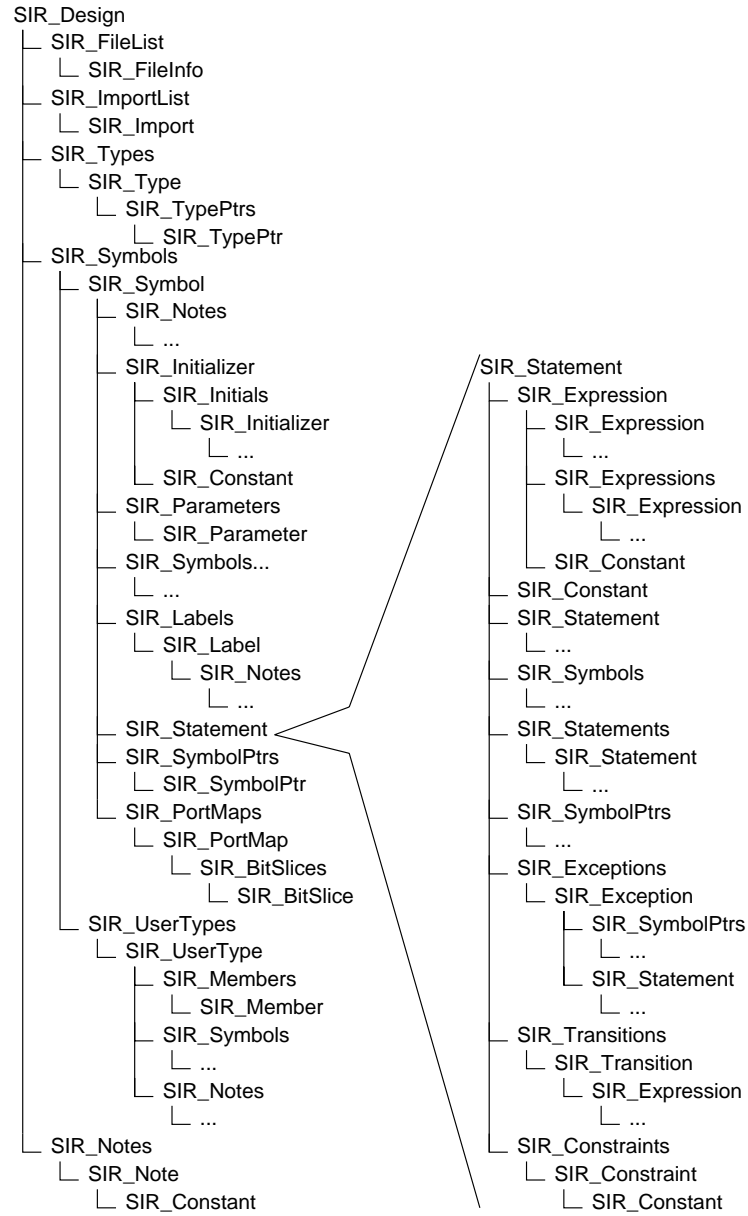 SIR_Design
SIR_FileList
SIR_FileInfo
SIR_ImportList
SIR_Import
SIR_Types
SIR_Type
SIR_TypePtrs
SIR_TypePtr
SIR_Symbols
SIR_Symbol
SIR_Notes
...
SIR_Initializer
SIR_Initials
SIR_Initializer
...
SIR_Constant
SIR_Parameters
SIR_Parameter
SIR_Symbols...
...
SIR_Labels
SIR_Label
SIR_Notes
...
SIR_Statement
SIR_SymbolPtrs
SIR_SymbolPtr
SIR_PortMaps
SIR_PortMap
SIR_BitSlices
SIR_BitSlice
SIR_UserTypes
SIR_UserType
SIR_Members
SIR_Member
SIR_Symbols
...
SIR_Notes
...
SIR_Notes
SIR_Note
SIR_Constant
SIR_Statement
SIR_Expression
SIR_Expression
...
SIR_Expressions
SIR_Expression
...
SIR_Constant
SIR_Constant
SIR_Statement
...
SIR_Symbols
...
SIR_Statements
SIR_Statement
...
SIR_SymbolPtrs
...
SIR_Exceptions
SIR_Exception
SIR_SymbolPtrs
...
SIR_Statement
...
SIR_Transitions
SIR_Transition
SIR_Expression
...
SIR_Constraints
SIR_Constraint
SIR_Constant